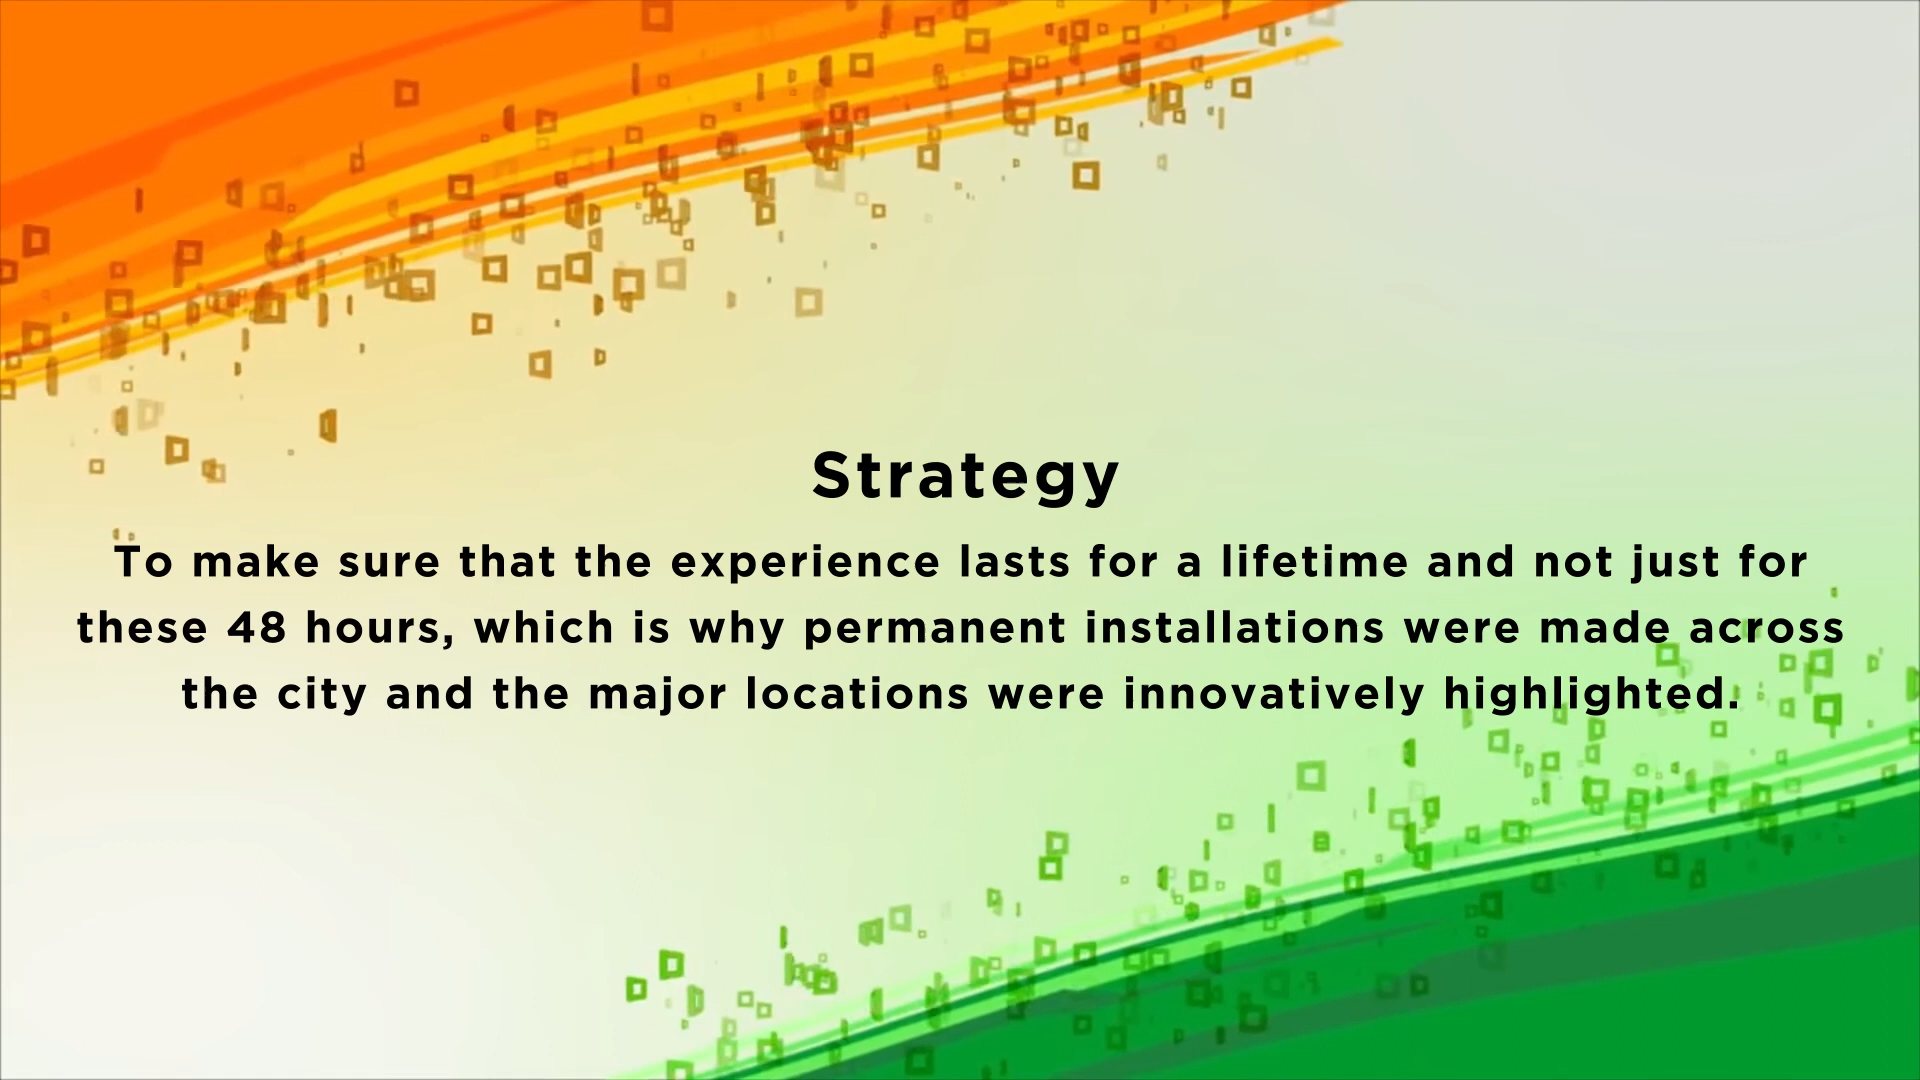 Strategy
To make sure that the experience lasts for a lifetime and not just for
these 48 hours, which is why permanent installations were made across
the city and the major locations were innovatively highlighted.